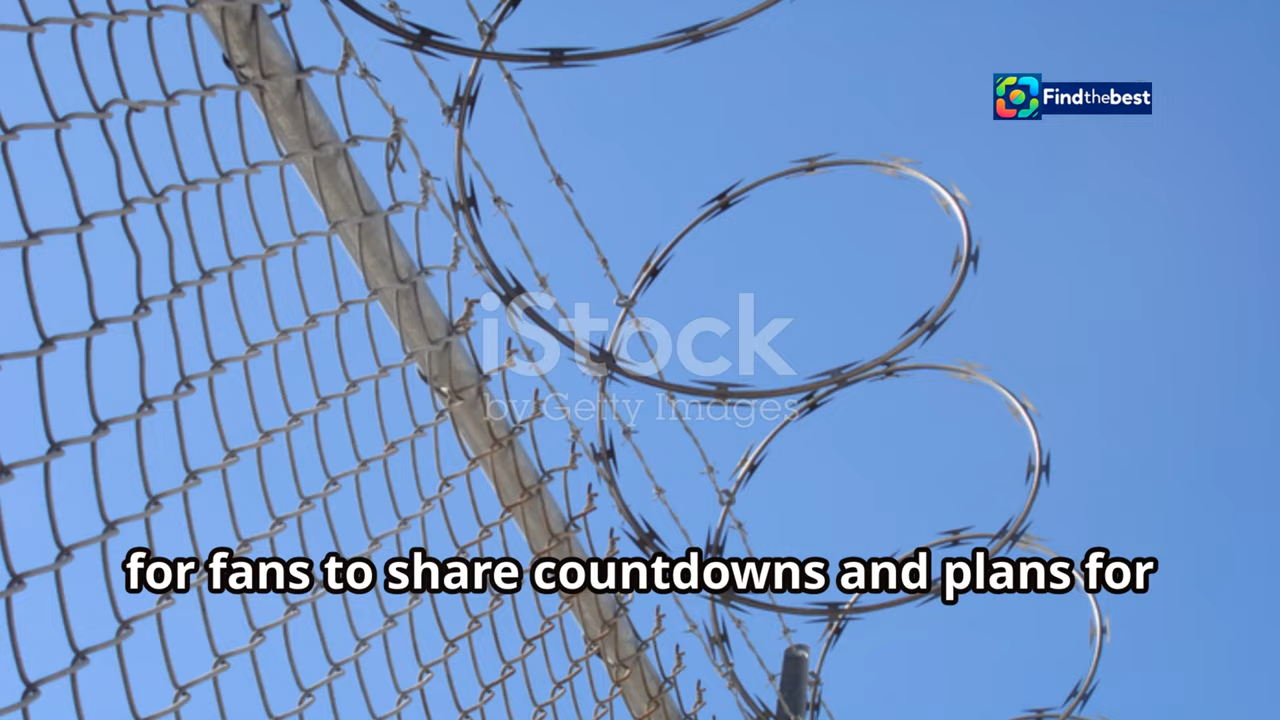 Findthebest
iStock
by Getty Images
for fans to share countdowns and plans for